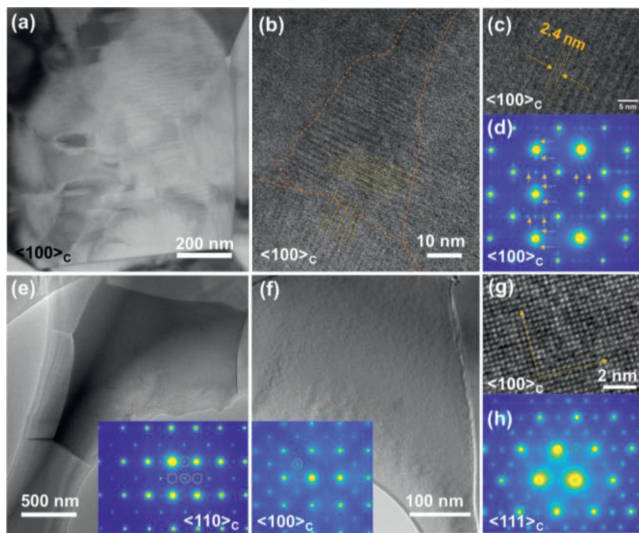 (a)
<100>c
200 nm
(b)
<100>c
10 nm
(c)
2.4 nm
<100>c
5 nm
(d)
<100>c
(e)
500 nm
<110>c
(f)
<100>c
100 nm
(g)
<100>c
2 nm
(h)
<111>c